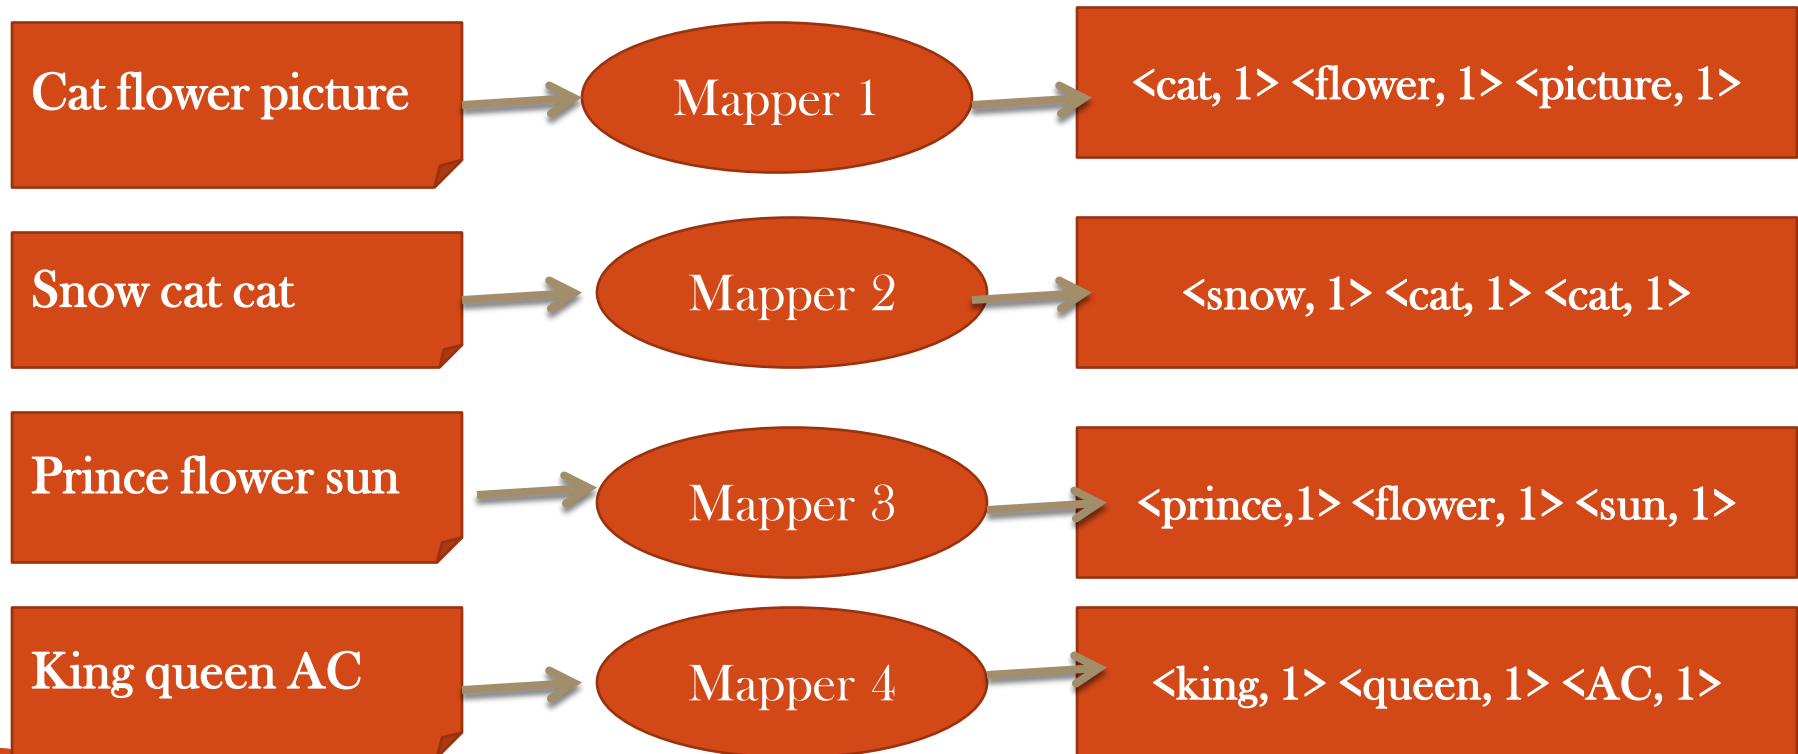 Cat flower picture
Mapper 1
<cat, 1> <flower, 1> <picture, 1>
Snow cat cat
Mapper 2
<snow, 1> <cat, 1> <cat, 1>
Prince flower sun
Mapper 3
<prince,1> <flower, 1> <sun, 1>
King queen AC
Mapper 4
<king, 1> <queen, 1> <AC, 1>